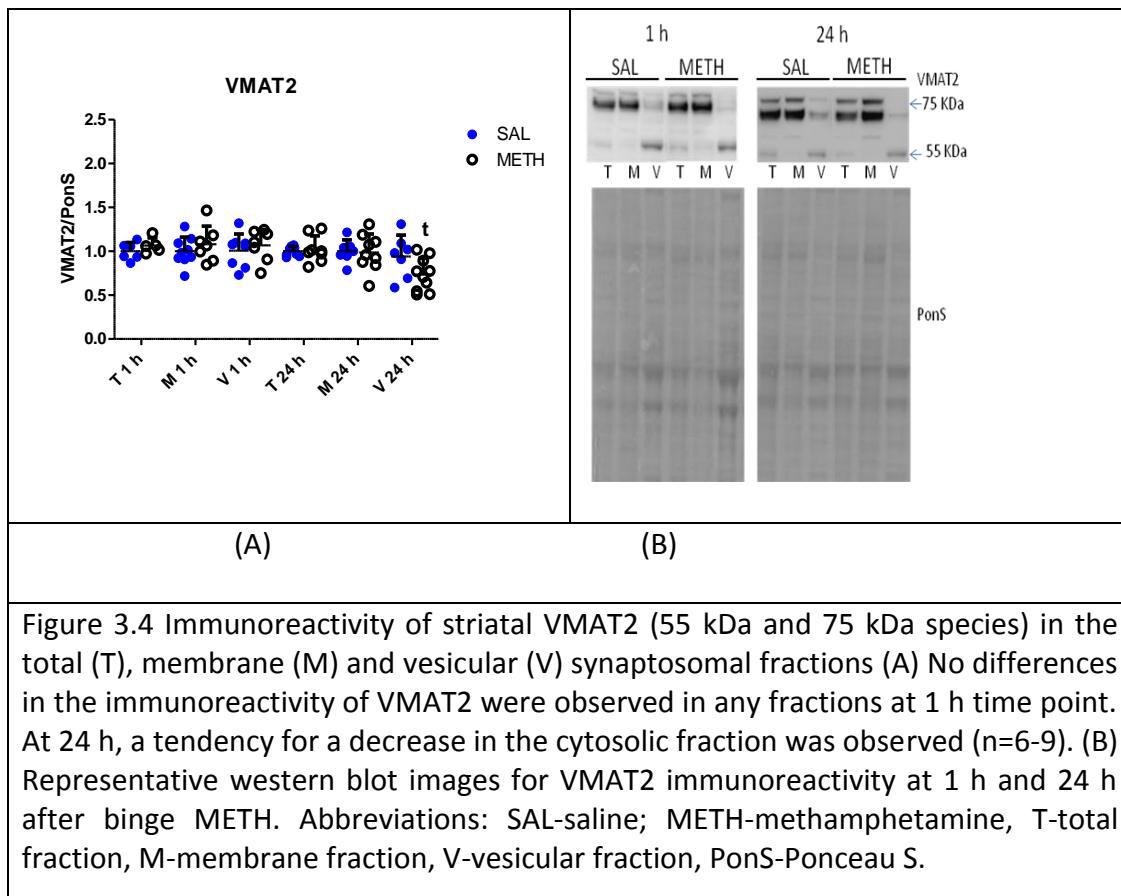 VMAT2
2.5
2.0
1.5
1.0
0.5
0.0
VMAT2/PonS
SAL
METH
t
T 1 h
M 1 h
V 1 h
T 24 h
M 24 h
V 24 h
1 h 24 h
SAL METH SAL METH
VMAT2
←75 KDa
←55 KDa
T M V T M V T M V T M V
PonS
(A) (B)
Figure 3.4 Immunoreactivity of striatal VMAT2 (55 kDa and 75 kDa species) in the
total (T), membrane (M) and vesicular (V) synaptosomal fractions (A) No differences
in the immunoreactivity of VMAT2 were observed in any fractions at 1 h time point.
At 24 h, a tendency for a decrease in the cytosolic fraction was observed (n=6-9). (B)
Representative western blot images for VMAT2 immunoreactivity at 1 h and 24 h
after binge METH. Abbreviations: SAL-saline; METH-methamphetamine, T-total
fraction, M-membrane fraction, V-vesicular fraction, PonS-Ponceau S.